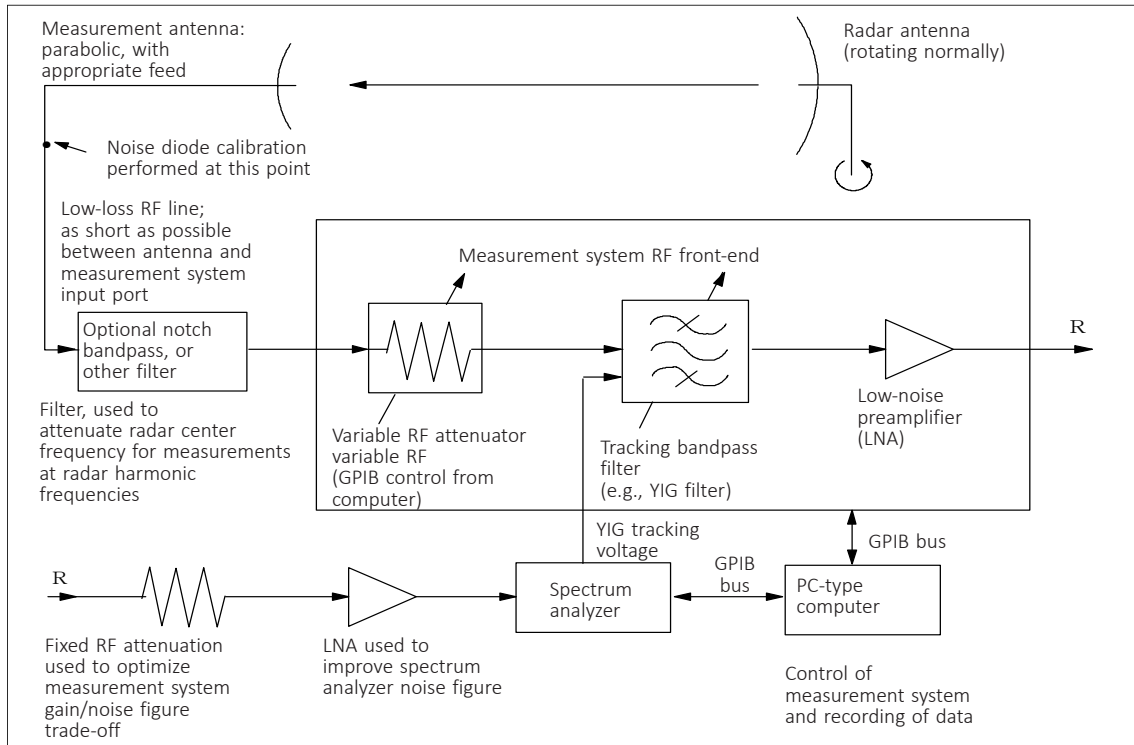 Measurement antenna:
parabolic, with
appropriate feed
Radar antenna
(rotating normally)
Noise diode calibration
performed at this point
Low-loss RF line;
as short as possible
between antenna and
measurement system
input port
Measurement system RF front-end
Optional notch
bandpass, or
other filter
R
Filter, used to
attenuate radar center
frequency for measurements
at radar harmonic
frequencies
Variable RF attenuator
variable RF
(GPIB control from
computer)
Tracking bandpass
filter
(e.g., YIG filter)
Low-noise
preamplifier
(LNA)
YIG tracking
voltage
GPIB bus
R
Spectrum
analyzer
GPIB
bus
PC-type
computer
Fixed RF attenuation
used to optimize
measurement system
gain/noise figure
trade-off
LNA used to
improve spectrum
analyzer noise figure
Control of
measurement system
and recording of data